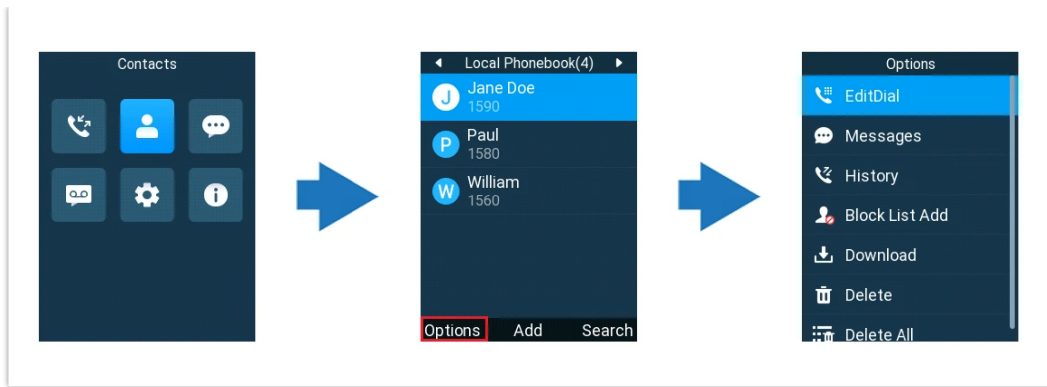 Contacts
Local Phonebook(4)
J
Jane Doe
1590
P
Paul
1580
W
William
1560
Options Add Search
Options
EditDial
Messages
History
Block List Add
Download
Delete
Delete All